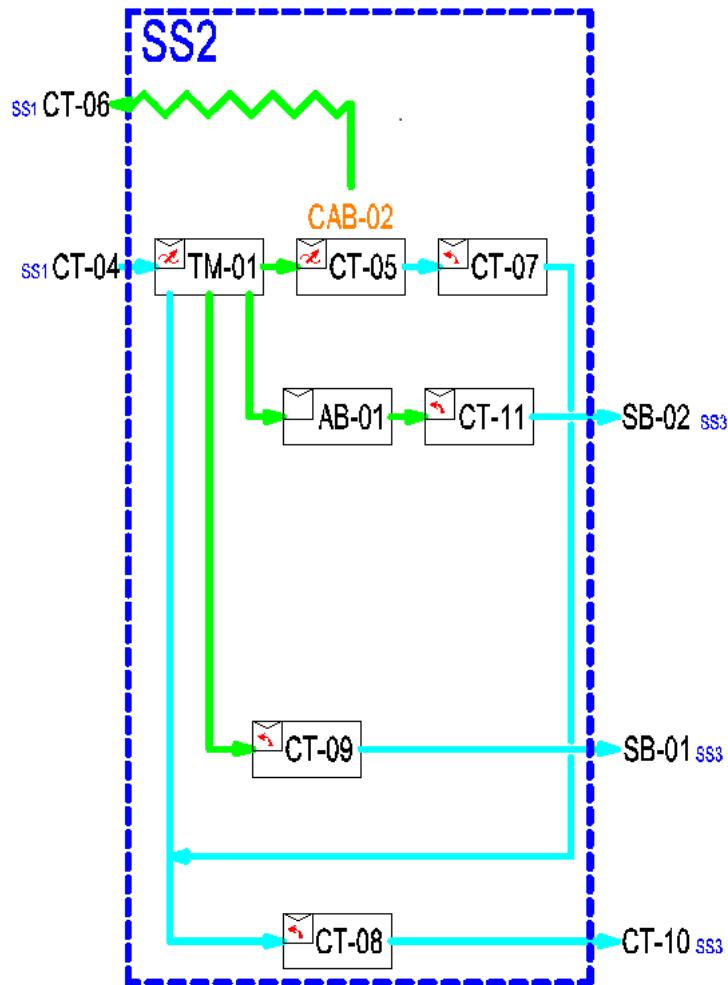 SS2
SS1 CT-06
CAB-02
SS1 CT-04 TM-01 CT-05 CT-07
AB-01 CT-11 SB-02 SS3
CT-09 SB-01 SS3
CT-08 CT-10 SS3